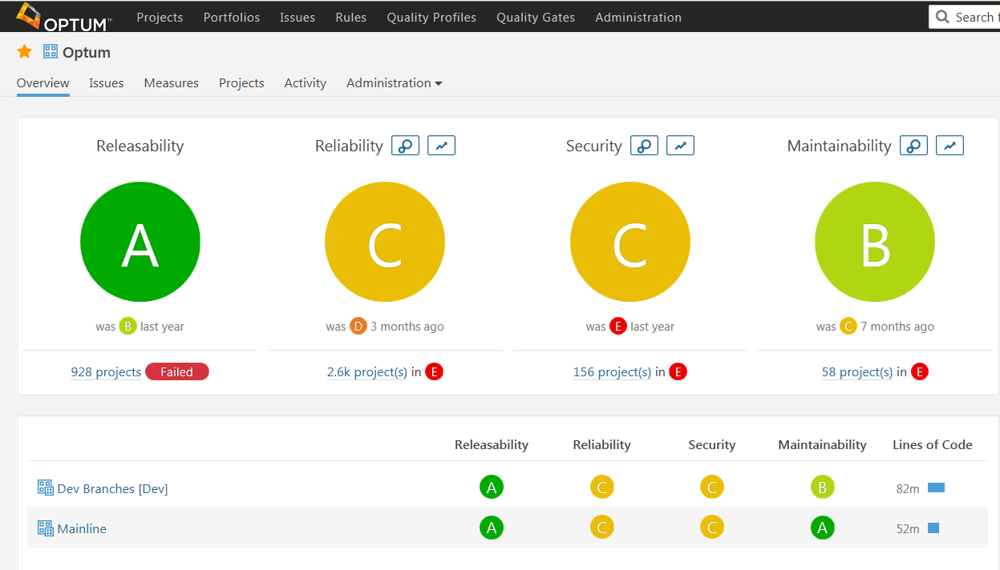 OPTUM™ Projects Portfolios Issues Rules Quality Profiles Quality Gates Administration Search f
Optum
Overview Issues Measures Projects Activity Administration
Releasability Reliability Security Maintainability
A C C B
was B last year was D 3 months ago was E last year was C 7 months ago
928 projects Failed 2.6k project(s) in E 156 project(s) in E 58 project(s) in E
Releasability Reliability Security Maintainability Lines of Code
Dev Branches [Dev] A C C B 82m
Mainline A C C A 52m